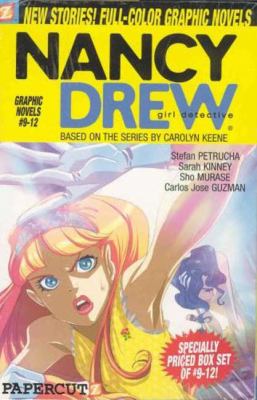 NEW STORIES! FULL-COLOR GRAPHIC NOVELS
NANCY
DREW
girl detective
®
GRAPHIC
NOVELS
#9-12
BASED ON THE SERIES BY CAROLYN KEENE
Stefan PETRUCHA
Sarah KINNEY
Sho MURASE
Carlos Jose GUZMAN
SPECIALLY
PRICED BOX SET
OF #9-12!
PAPERCUTZ